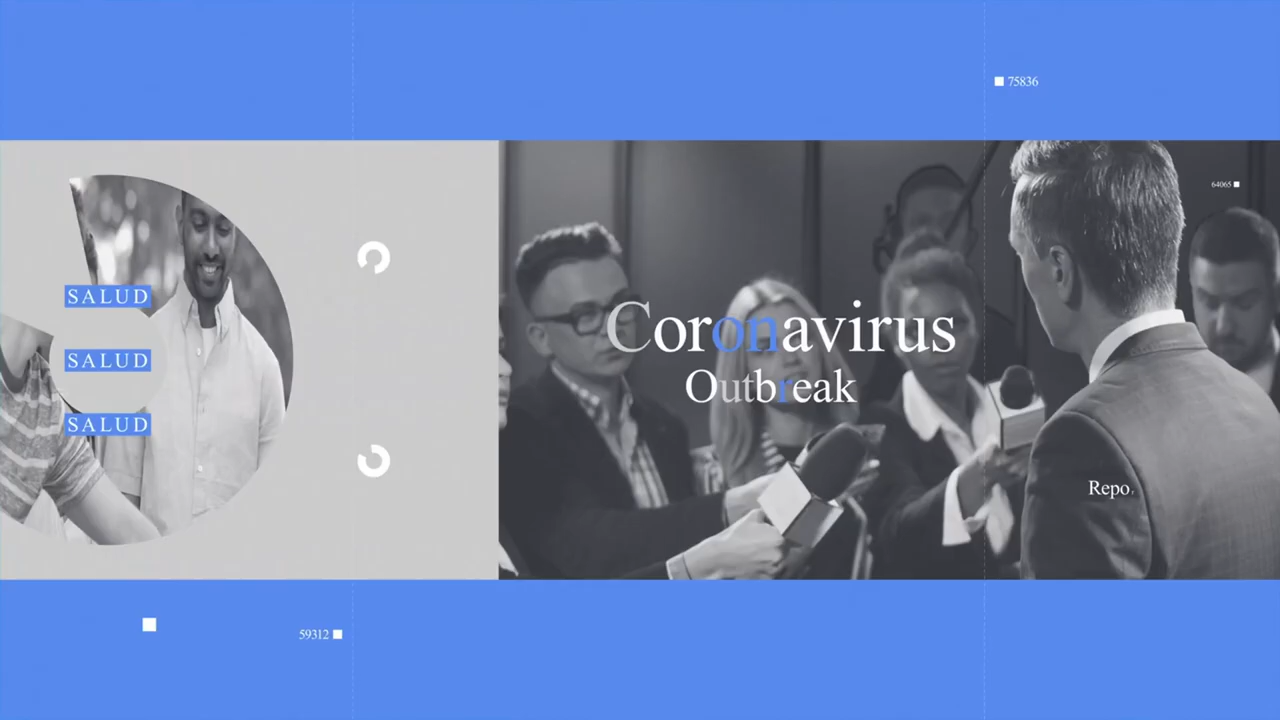 75836
64065
SALUD
SALUD
SALUD
Coronavirus
Outbreak
Repo
59312